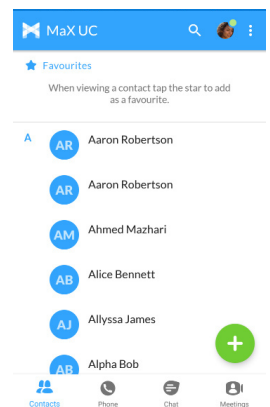 MaX UC
Favourites
When viewing a contact tap the star to add
as a favourite.
A
AR
Aaron Robertson
AR
Aaron Robertson
AM
Ahmed Mazhari
AB
Alice Bennett
AJ
Allyssa James
AB
Alpha Bob
Contacts Phone Chat Meetings